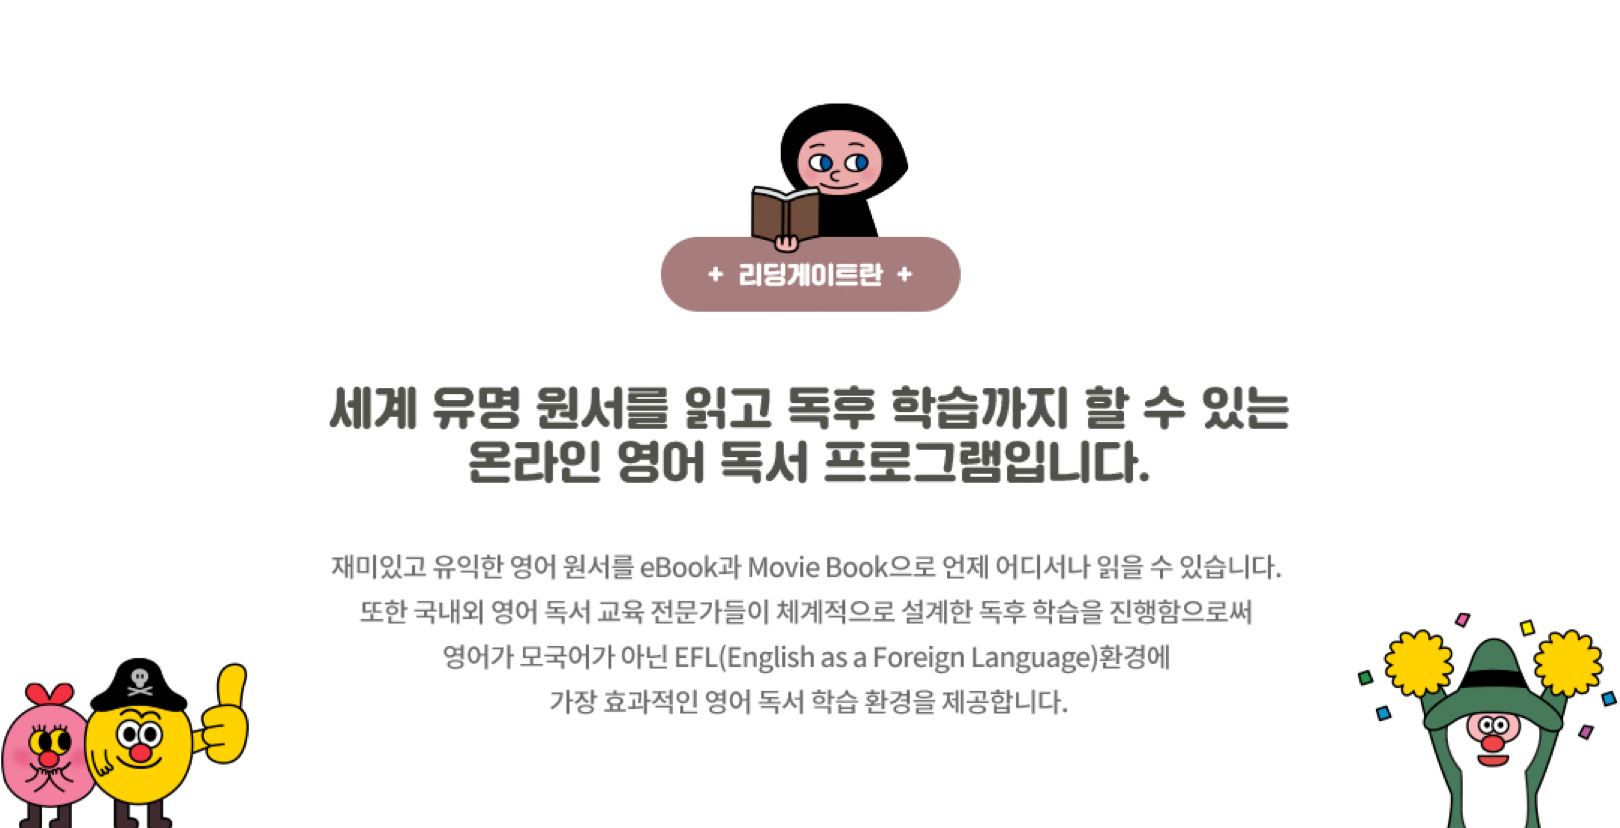 + 리딩게이트란 +
세계 유명 원서를 읽고 독후 학습까지 할 수 있는
온라인 영어 독서 프로그램입니다.
재미있고 유익한 영어 원서를 eBook과 Movie Book으로 언제 어디서나 읽을 수 있습니다.
또한 국내외 영어 독서 교육 전문가들이 체계적으로 설계한 독후 학습을 진행함으로써
영어가 모국어가 아닌 EFL(English as a Foreign Language)환경에
가장 효과적인 영어 독서 학습 환경을 제공합니다.